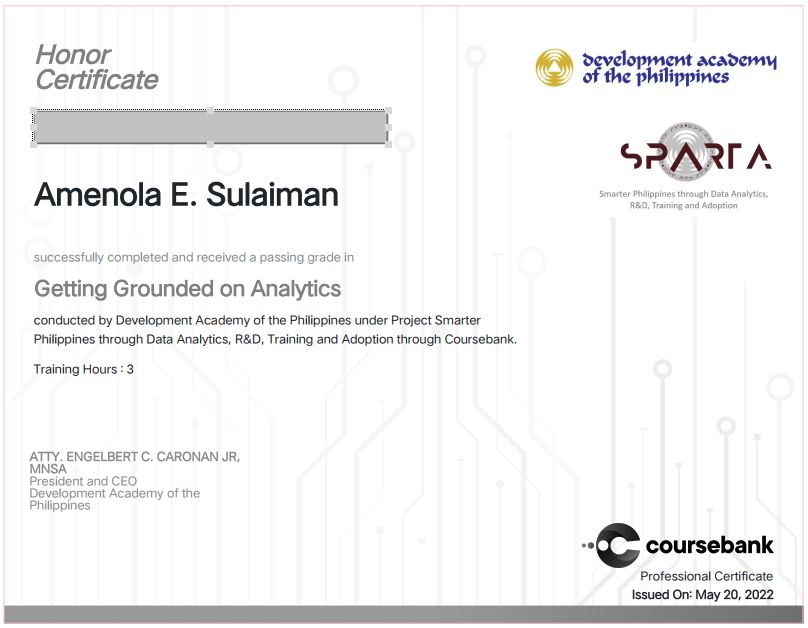 Honor
Certificate
development academy
of the philippines
SPARTA
Smarter Philippines through Data Analytics,
R&D, Training and Adoption
Amenola E. Sulaiman
successfully completed and received a passing grade in
Getting Grounded on Analytics
conducted by Development Academy of the Philippines under Project Smarter
Philippines through Data Analytics, R&D, Training and Adoption through Coursebank.
Training Hours : 3
ATTY. ENGELBERT C. CARONAN JR,
MNSA
President and CEO
Development Academy of the
Philippines
coursebank
Professional Certificate
Issued On: May 20, 2022